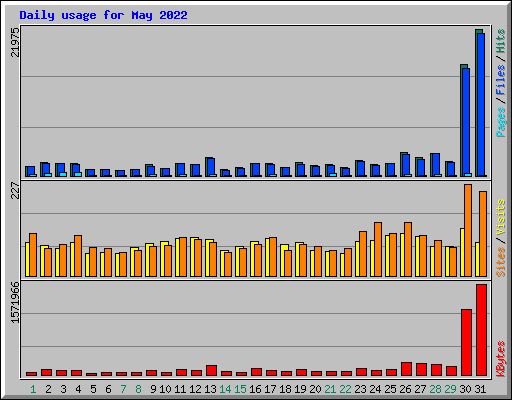 Daily usage for May 2022
21975
Pages / Files / Hits
227
Sites / Visits
1571966
KBytes
1 2 3 4 5 6 7 8 9 10 11 12 13 14 15 16 17 18 19 20 21 22 23 24 25 26 27 28 29 30 31